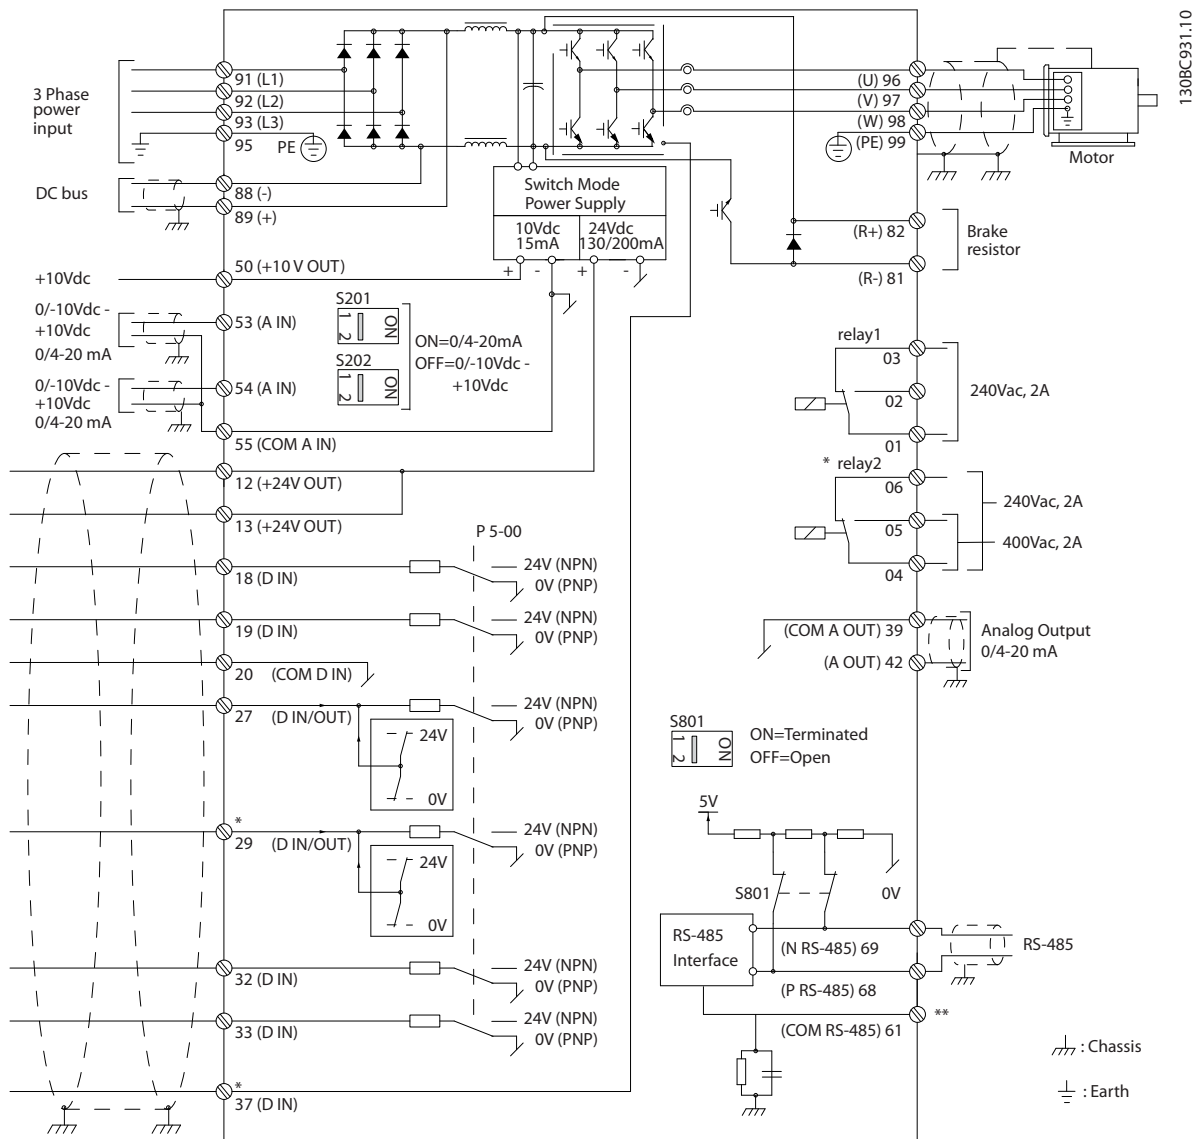 130BC931.10
3 Phase
power
input
91 (L1)
92 (L2)
93 (L3)
95
PE
DC bus
88 (-)
89 (+)
Switch Mode
Power Supply
10Vdc
15mA
24Vdc
130/200mA
+
-
+
-
(U) 96
(V) 97
(W) 98
(PE) 99
Motor
(R+) 82
(R-) 81
Brake
resistor
+10Vdc
50 (+10 V OUT)
0/-10Vdc -
+10Vdc
0/4-20 mA
53 (A IN)
0/-10Vdc -
+10Vdc
0/4-20 mA
54 (A IN)
55 (COM A IN)
S201
1
2
ON
S202
1
2
ON
ON=0/4-20mA
OFF=0/-10Vdc -
+10Vdc
relay1
03
02
01
240Vac, 2A
* relay2
06
05
04
240Vac, 2A
400Vac, 2A
12 (+24V OUT)
13 (+24V OUT)
P 5-00
18 (D IN)
24V (NPN)
0V (PNP)
19 (D IN)
24V (NPN)
0V (PNP)
20 (COM D IN)
27 (D IN/OUT)
24V (NPN)
0V (PNP)
24V
0V
*
29 (D IN/OUT)
24V (NPN)
0V (PNP)
24V
0V
32 (D IN)
24V (NPN)
0V (PNP)
33 (D IN)
24V (NPN)
0V (PNP)
*
37 (D IN)
(COM A OUT) 39
(A OUT) 42
Analog Output
0/4-20 mA
S801
1
2
ON
ON=Terminated
OFF=Open
5V
S801
0V
RS-485
Interface
(N RS-485) 69
(P RS-485) 68
(COM RS-485) 61
RS-485
**
: Chassis
: Earth